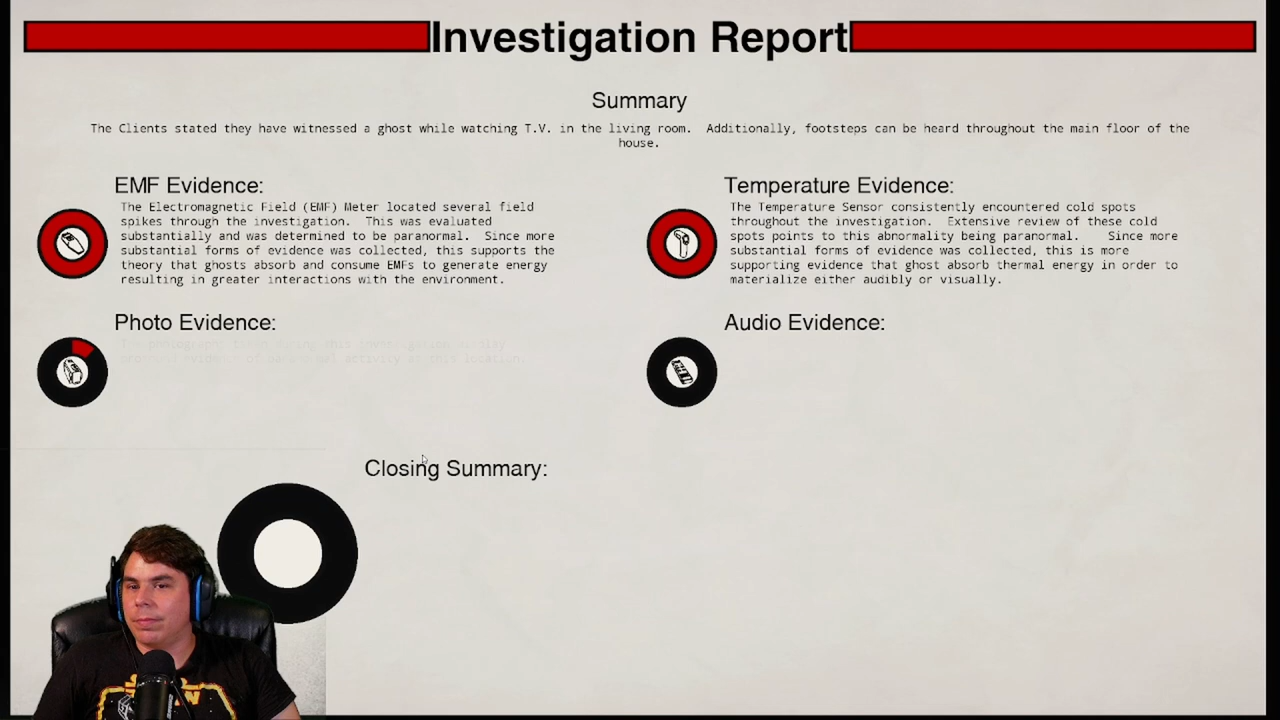 Investigation Report
Summary
The Clients stated they have witnessed a ghost while watching T.V. in the living room.  Additionally, footsteps can be heard throughout the main floor of the
house.
EMF Evidence:
The Electromagnetic Field (EMF) Meter located several field
spikes through the investigation.  This was evaluated
substantially and was determined to be paranormal.  Since more
substantial forms of evidence was collected, this supports the
theory that ghosts absorb and consume EMFs to generate energy
resulting in greater interactions with the environment.
Temperature Evidence:
The Temperature Sensor consistently encountered cold spots
throughout the investigation.  Extensive review of these cold
spots points to this abnormality being paranormal.    Since more
substantial forms of evidence was collected, this is more
supporting evidence that ghost absorb thermal energy in order to
materialize either audibly or visually.
Photo Evidence:
evidence of paranormal activity at this location.
Audio Evidence:
Closing Summary: